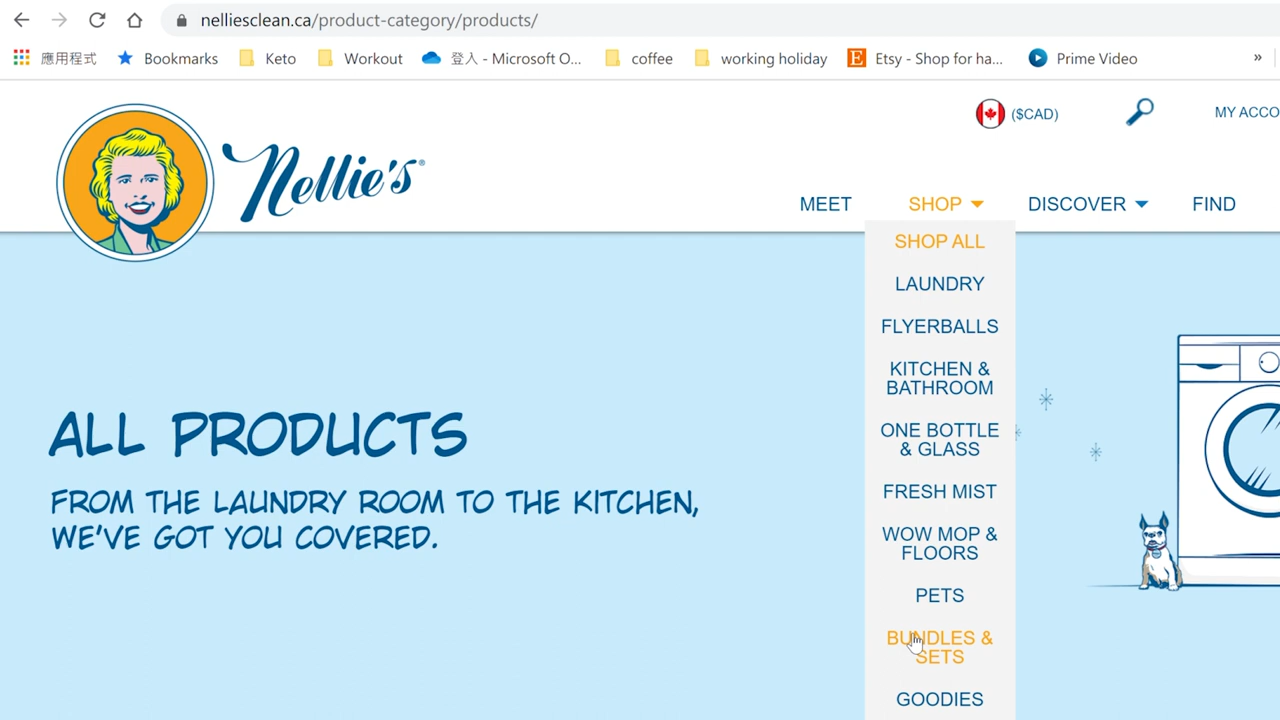 nelliesclean.ca/product-category/products/
應用程式 Bookmarks Keto Workout 登入 - Microsoft O... coffee working holiday Etsy - Shop for ha... Prime Video »
($CAD) MY ACCO
Nellie's®
MEET SHOP DISCOVER FIND
SHOP ALL
LAUNDRY
FLYERBALLS
KITCHEN &
BATHROOM
ONE BOTTLE
& GLASS
FRESH MIST
WOW MOP &
FLOORS
PETS
BUNDLES &
SETS
GOODIES
ALL PRODUCTS
FROM THE LAUNDRY ROOM TO THE KITCHEN,
WE'VE GOT YOU COVERED.